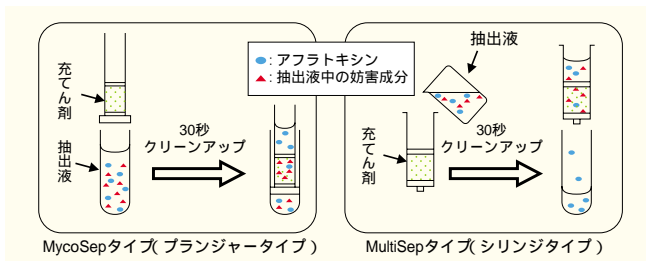 ●: アフラトキシン
▲: 抽出液中の妨害成分
充てん剤
抽出液
30秒
クリーンアップ
MycoSepタイプ(プランジャータイプ)
抽出液
充てん剤
30秒
クリーンアップ
MultiSepタイプ(シリンジタイプ)